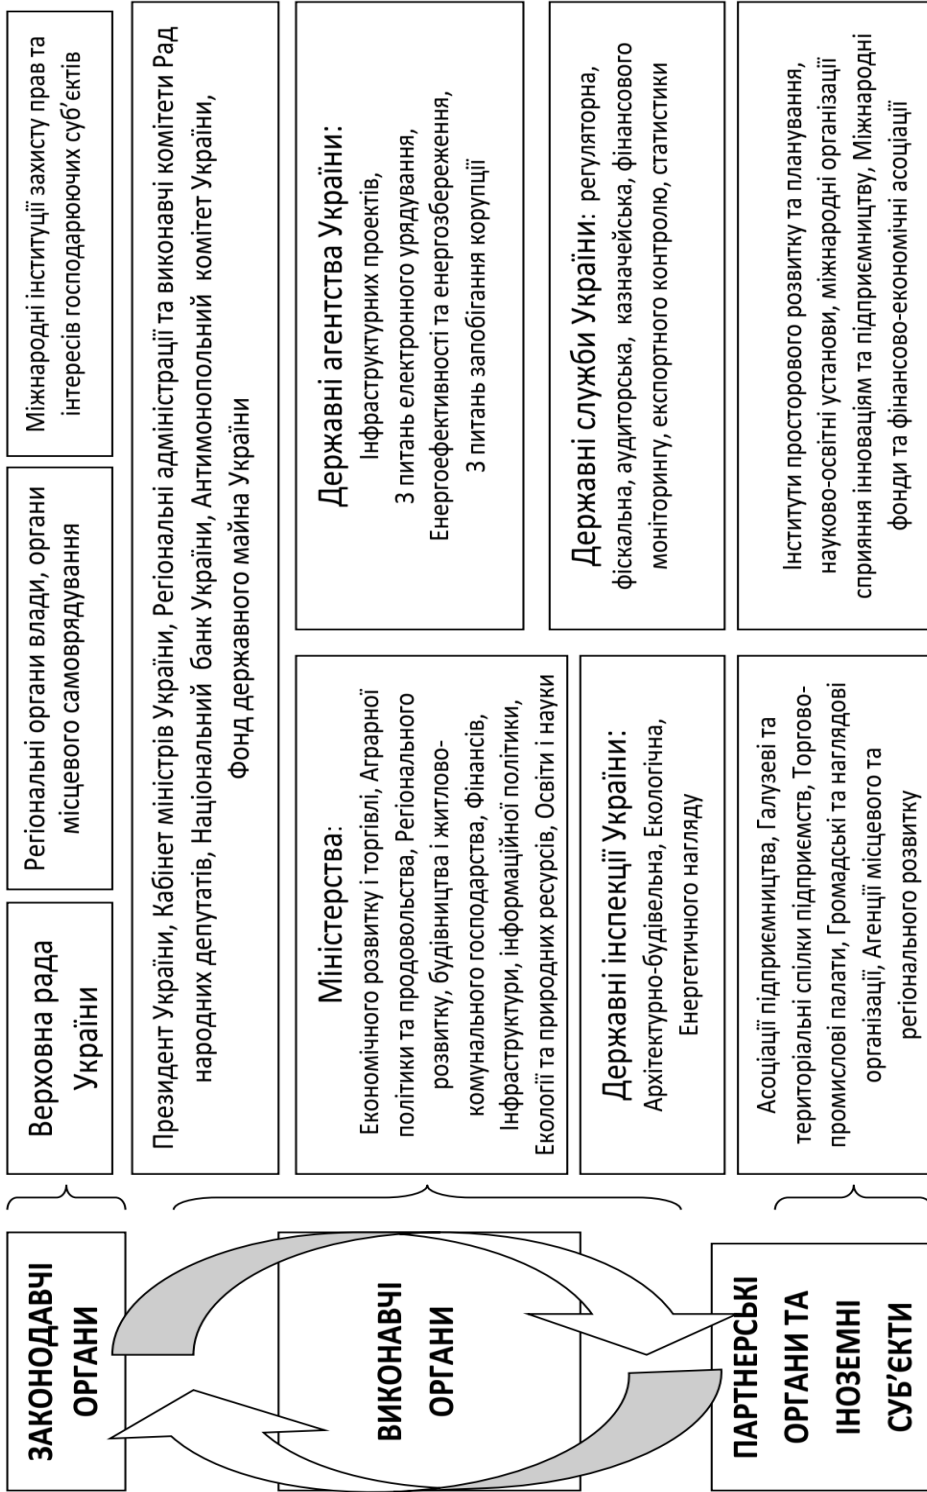 ЗАКОНОДАВЧІ
ОРГАНИ
Верховна рада
України
Регіональні органи влади, органи
місцевого самоврядування
Міжнародні інституції захисту прав та
інтересів господарюючих суб’єктів
ВИКОНАВЧІ
ОРГАНИ
Президент України, Кабінет міністрів України, Регіональні адміністрації та виконавчі комітети Рад
народних депутатів, Національний банк України, Антимонопольний комітет України,
Фонд державного майна України
Міністерства:
Економічного розвитку і торгівлі, Аграрної
політики та продовольства, Регіонального
розвитку, будівництва і житлово-
комунального господарства, Фінансів,
Інфраструктури, інформаційної політики,
Екології та природних ресурсів, Освіти і науки
Державні агентства України:
Інфраструктурних проектів,
З питань електронного урядування,
Енергоефективності та енергозбереження,
З питань запобігання корупції
Державні інспекції України:
Архітектурно-будівельна, Екологічна,
Енергетичного нагляду
Державні служби України: регуляторна,
фіскальна, аудиторська, казначейська, фінансового
моніторингу, експортного контролю, статистики
ПАРТНЕРСЬКІ
ОРГАНИ ТА
ІНОЗЕМНІ
СУБ’ЄКТИ
Асоціації підприємництва, Галузеві та
територіальні спілки підприємств, Торгово-
промислові палати, Громадські та наглядові
організації, Агенції місцевого та
регіонального розвитку
Інститути просторового розвитку та планування,
науково-освітні установи, міжнародні організації
сприяння інноваціям та підприємництву, Міжнародні
фонди та фінансово-економічні асоціації